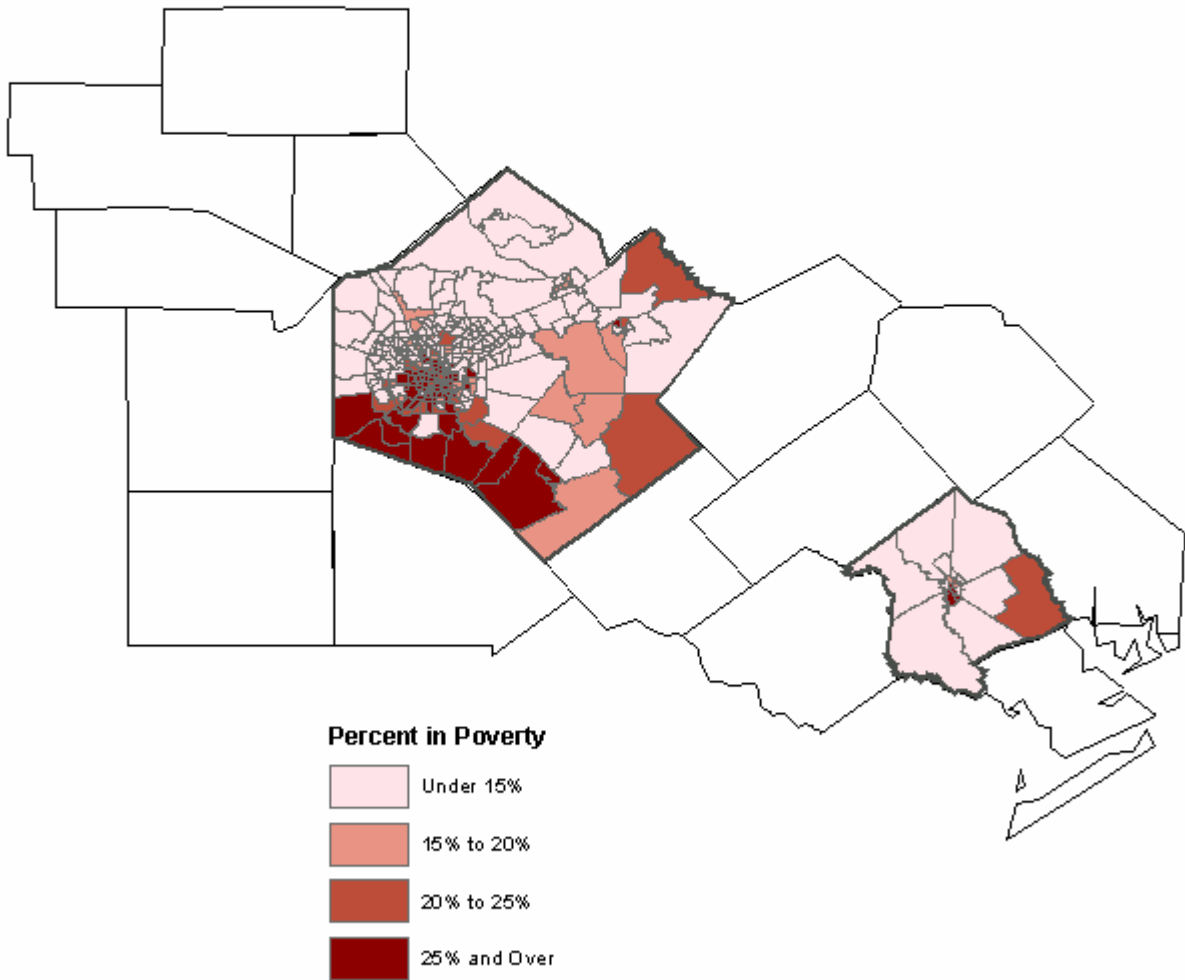 Percent in Poverty
Under 15%
15% to 20%
20% to 25%
25% and Over